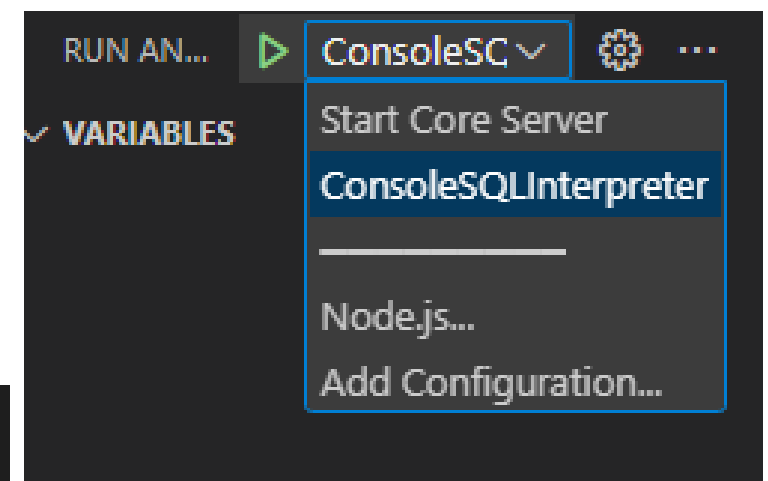 RUN AN... ConsoleSC ...
VARIABLES
Start Core Server
ConsoleSQLInterpreter
Node.js...
Add Configuration...